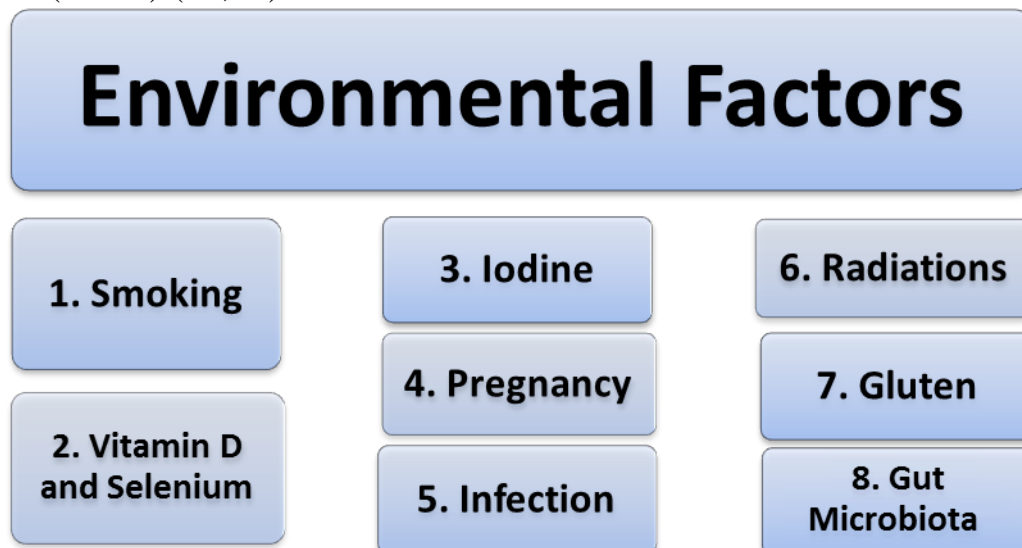 Environmental Factors
1. Smoking
2. Vitamin D
and Selenium
3. Iodine
4. Pregnancy
5. Infection
6. Radiations
7. Gluten
8. Gut
Microbiota